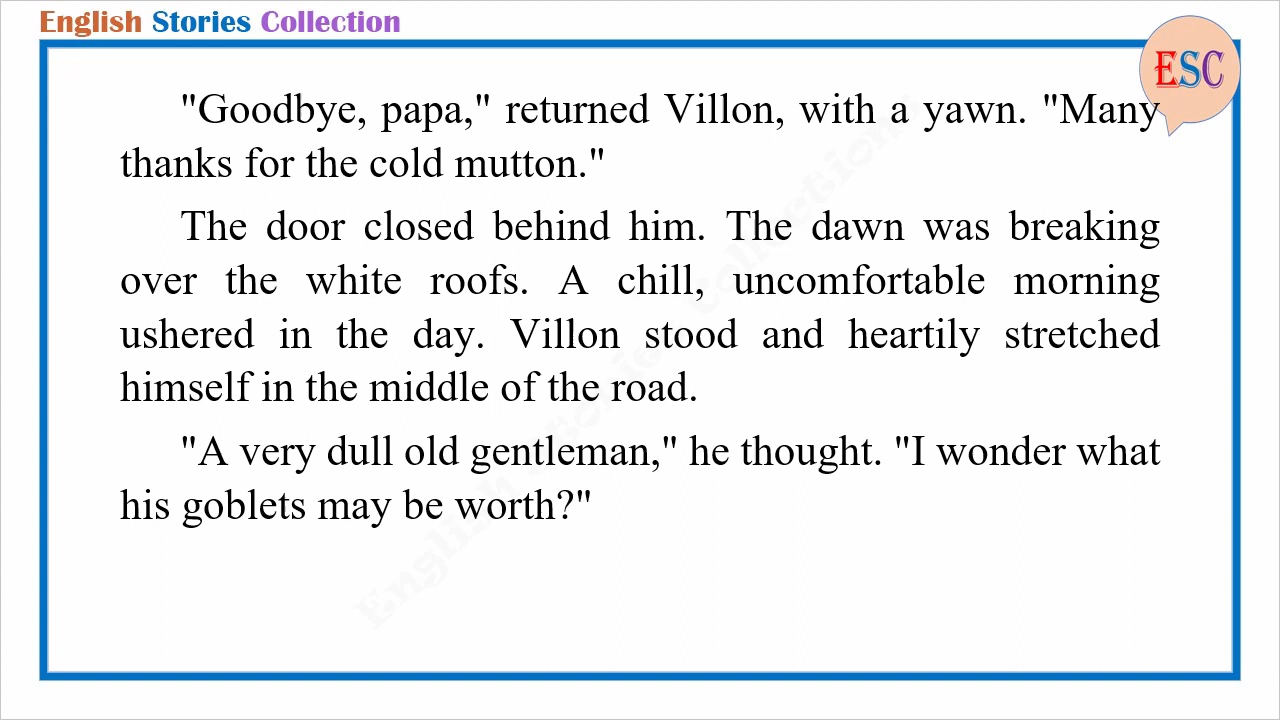 English Stories Collection
ESC
"Goodbye, papa," returned Villon, with a yawn. "Many
thanks for the cold mutton."
The door closed behind him. The dawn was breaking
over the white roofs. A chill, uncomfortable morning
ushered in the day. Villon stood and heartily stretched
himself in the middle of the road.
"A very dull old gentleman," he thought. "I wonder what
his goblets may be worth?"